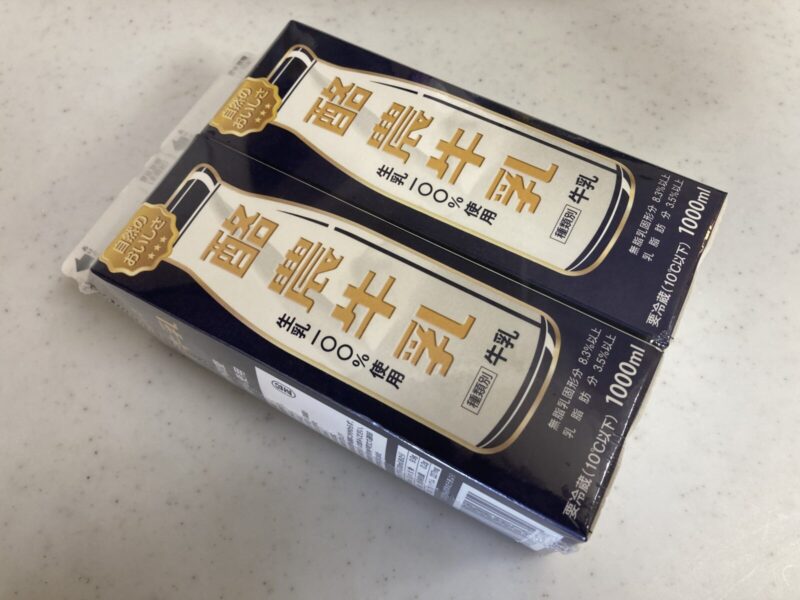 自然の
おいしさ
酪農牛乳
生乳100%使用
種類別 牛乳
無脂乳固形分 8.3%以上
乳脂肪分 3.5%以上
要冷蔵(10℃以下) 1000ml
自然の
おいしさ
酪農牛乳
生乳100%使用
種類別 牛乳
無脂乳固形分 8.3%以上
乳脂肪分 3.5%以上
要冷蔵(10℃以下) 1000ml